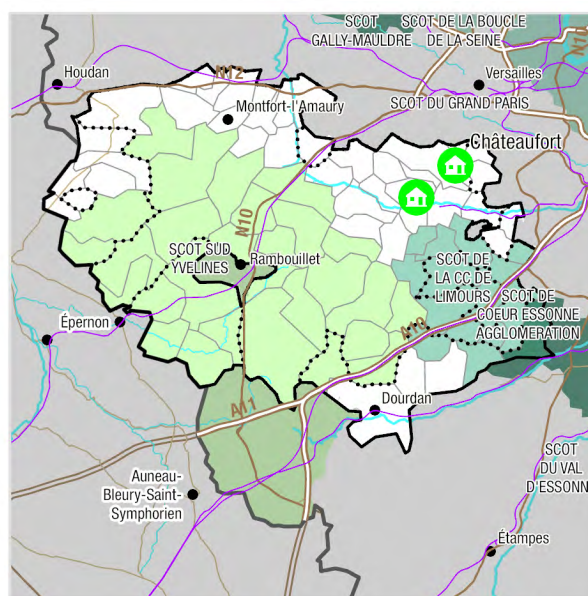 SCOT
GALLY-MAULDRE
SCOT DE LA BOUCLE
DE LA SEINE
N10
Houdan
N12
Versailles
Montfort-l'Amaury
SCOT DU GRAND PARIS
Châteaufort
N10
SCOT SUD
YVELINES
Rambouillet
SCOT DE
LA CC DE
LIMOURS
SCOT DE
COEUR ESSONNE
AGGLOMERATION
Épernon
A10
A11
Dourdan
SCOT
DU VAL
D'ESSONN
Auneau-
Bleury-Saint-
Symphorien
Étampes